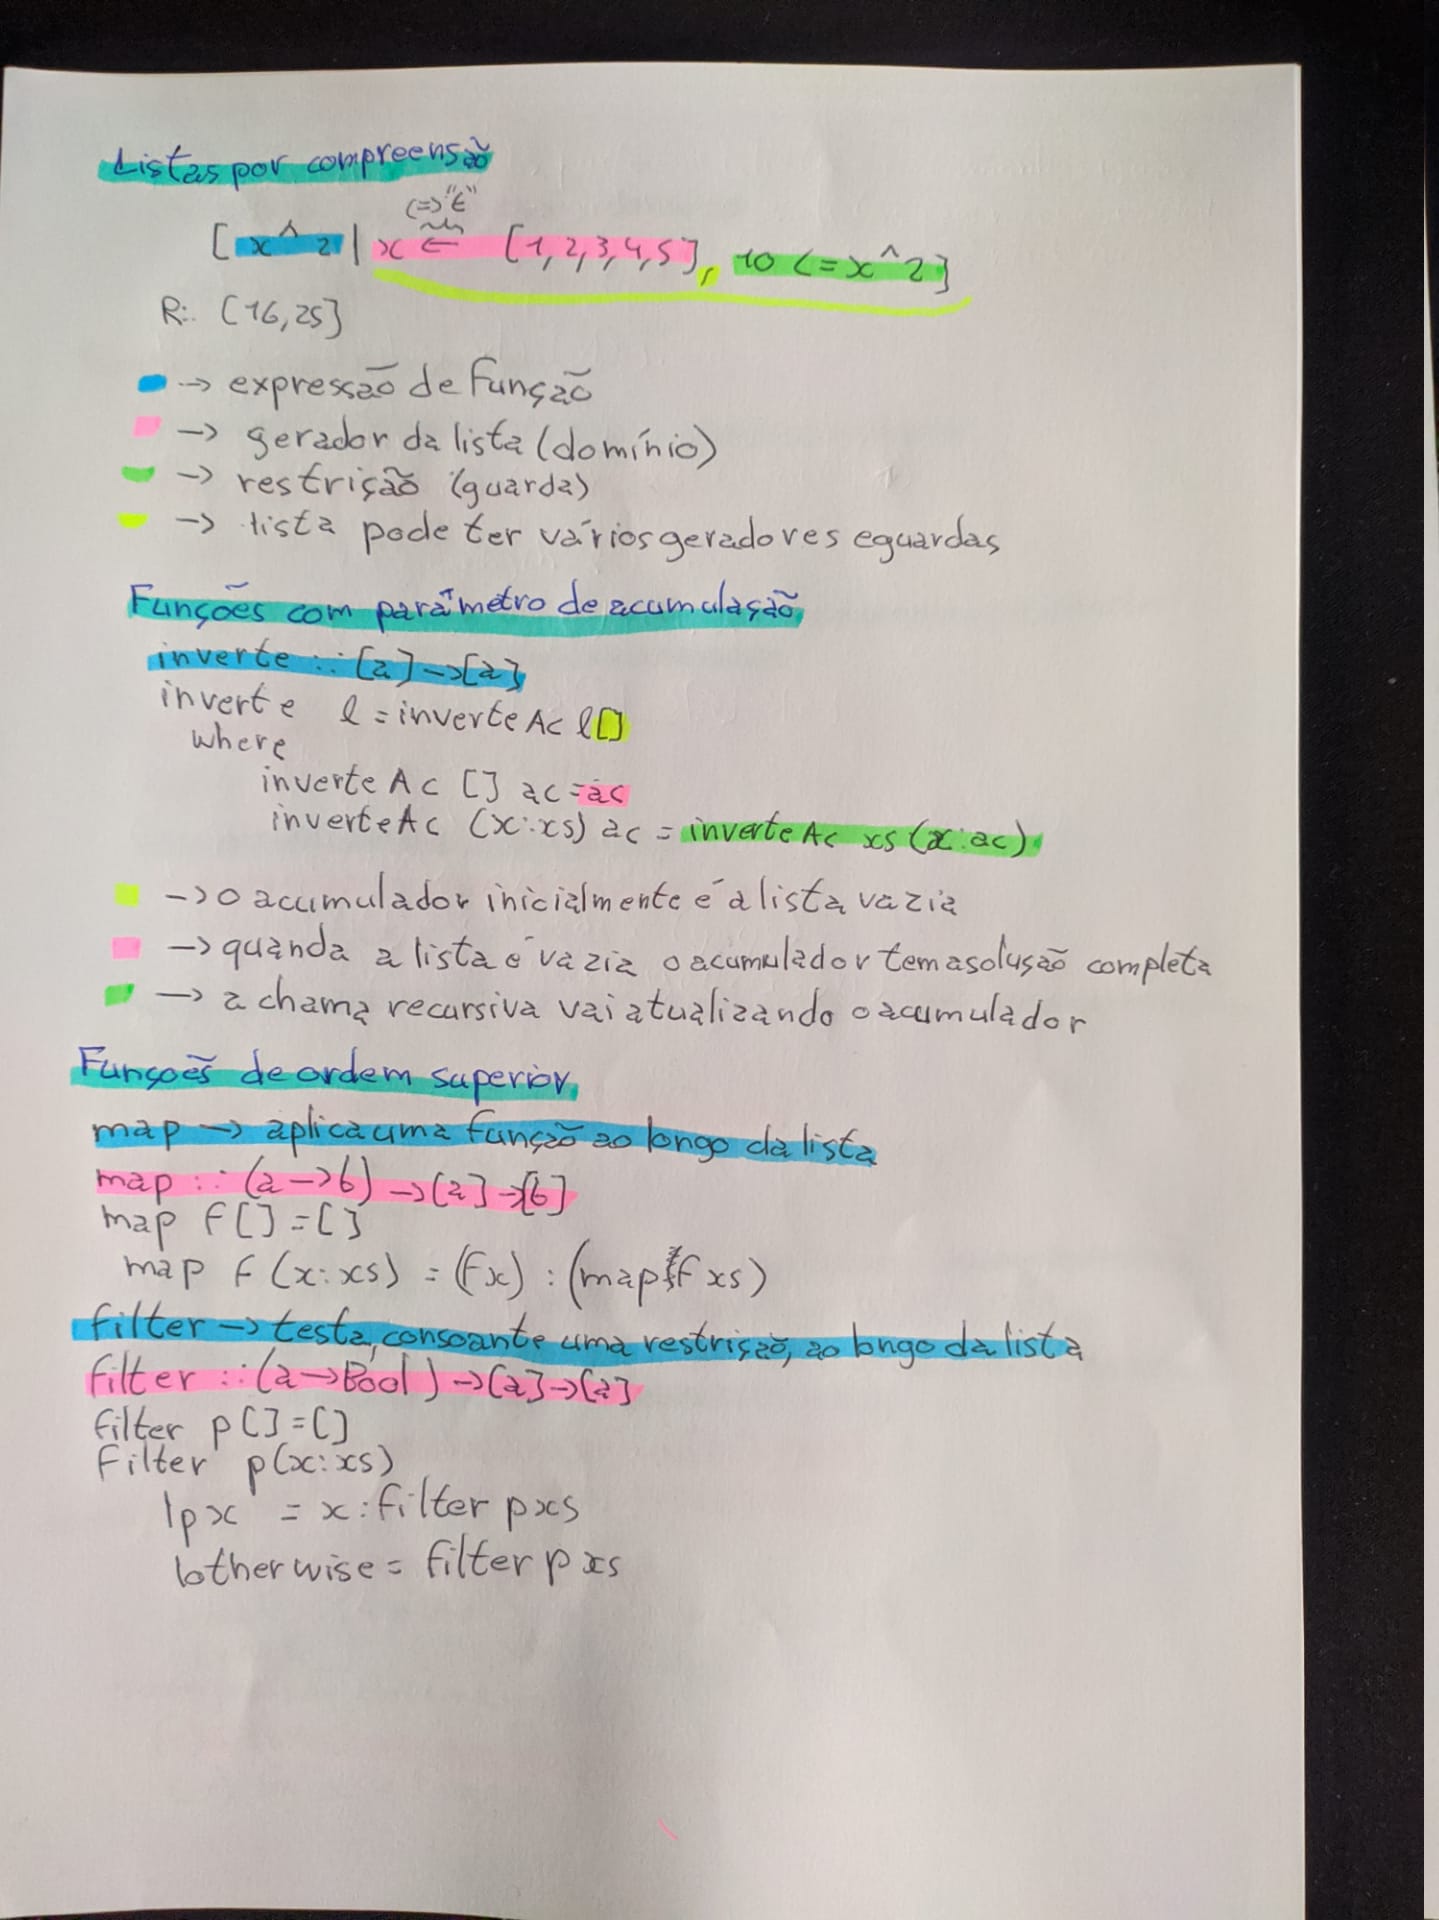 Listas por compreensão
(=) "∈"
[x^2 | x ← [1,2,3,4,5], 10 <= x^2]
R: [16,25]
→ expressão de função
→ gerador da lista (domínio)
→ restrição (guarda)
→ lista pode ter vários geradores e guardas
Funções com parâmetro de acumulação
inverte :: [a] → [a]
inverte l = inverteAc l []
where
inverteAc [] ac = ac
inverteAc (x:xs) ac = inverteAc xs (x:ac)
→ o acumulador inicialmente é a lista vazia
→ quanda a lista é vazia o acumulador tem a solução completa
→ a chama recursiva vai atualizando o acumulador
Funções de ordem superior
map → aplica uma função ao longo da lista
map :: (a → b) → [a] → [b]
map f [] = []
map f (x:xs) = (f x) : (map f xs)
filter → testa, consoante uma restrição, ao longo da lista
filter :: (a → Bool) → [a] → [a]
filter p [] = []
Filter p (x:xs)
| p x = x : filter p xs
| otherwise = filter p xs